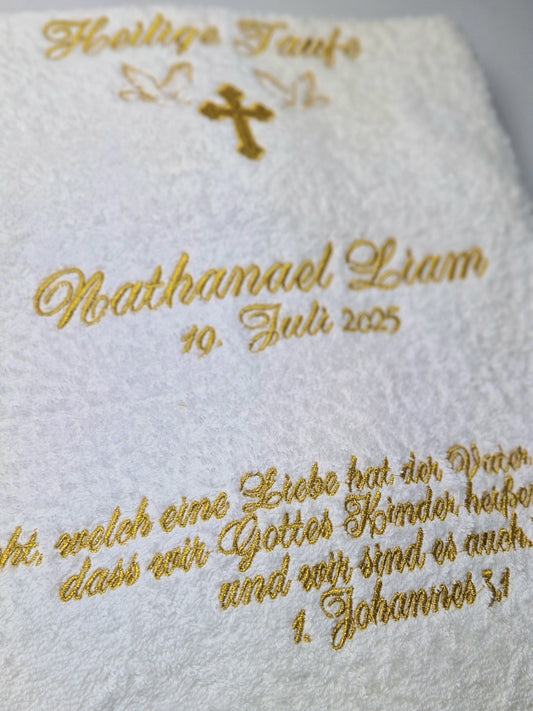 Heilige Taufe
Nathanael Liam
19. Juli 2025
welch eine Liebe hat der Vater
dass wir Gottes Kinder heißen
und wir sind es auch.
1. Johannes 3,1